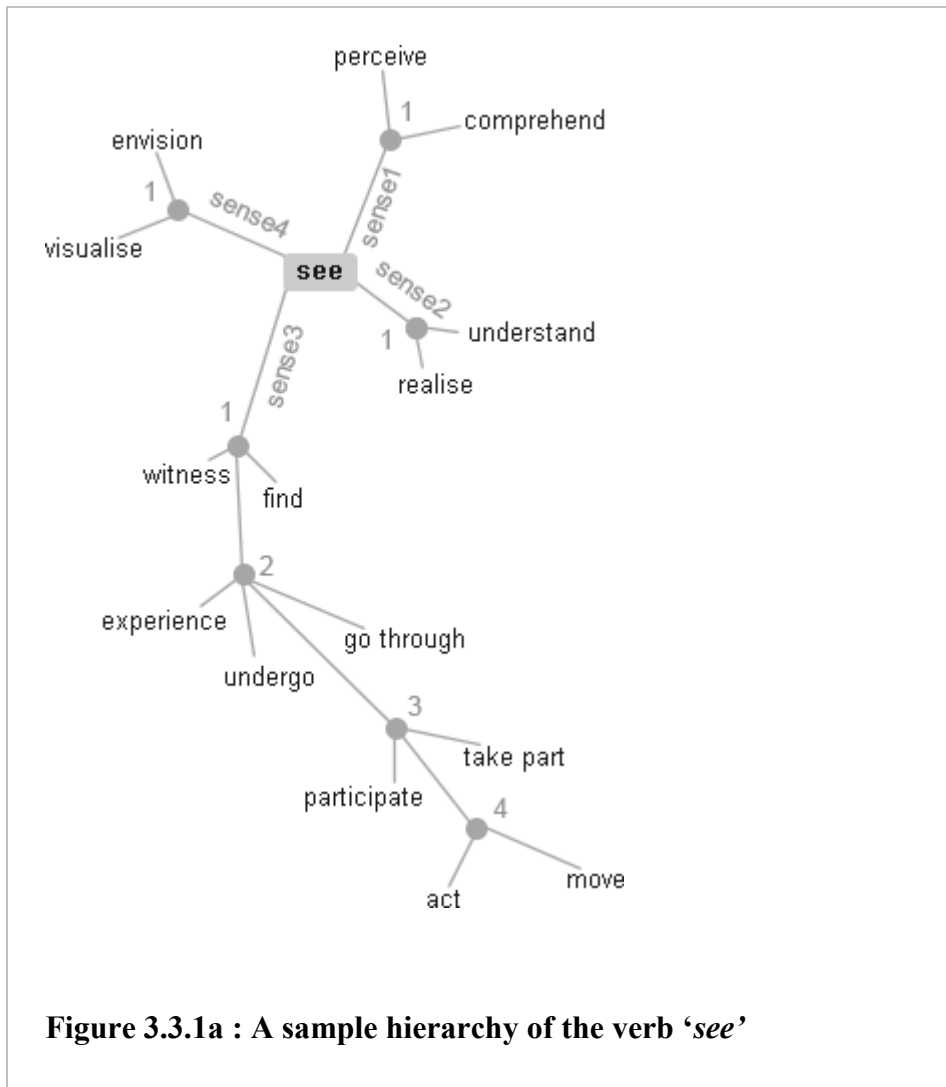 perceive
1
comprehend
envision
1
sense4
sense1
visualise
see
sense2
understand
1
realise
sense3
1
witness
find
2
experience
go through
undergo
3
take part
participate
4
move
act
Figure 3.3.1a : A sample hierarchy of the verb ‘see’